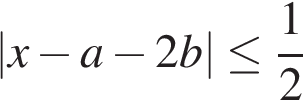 |x − a − 2b| ≤ 1/2